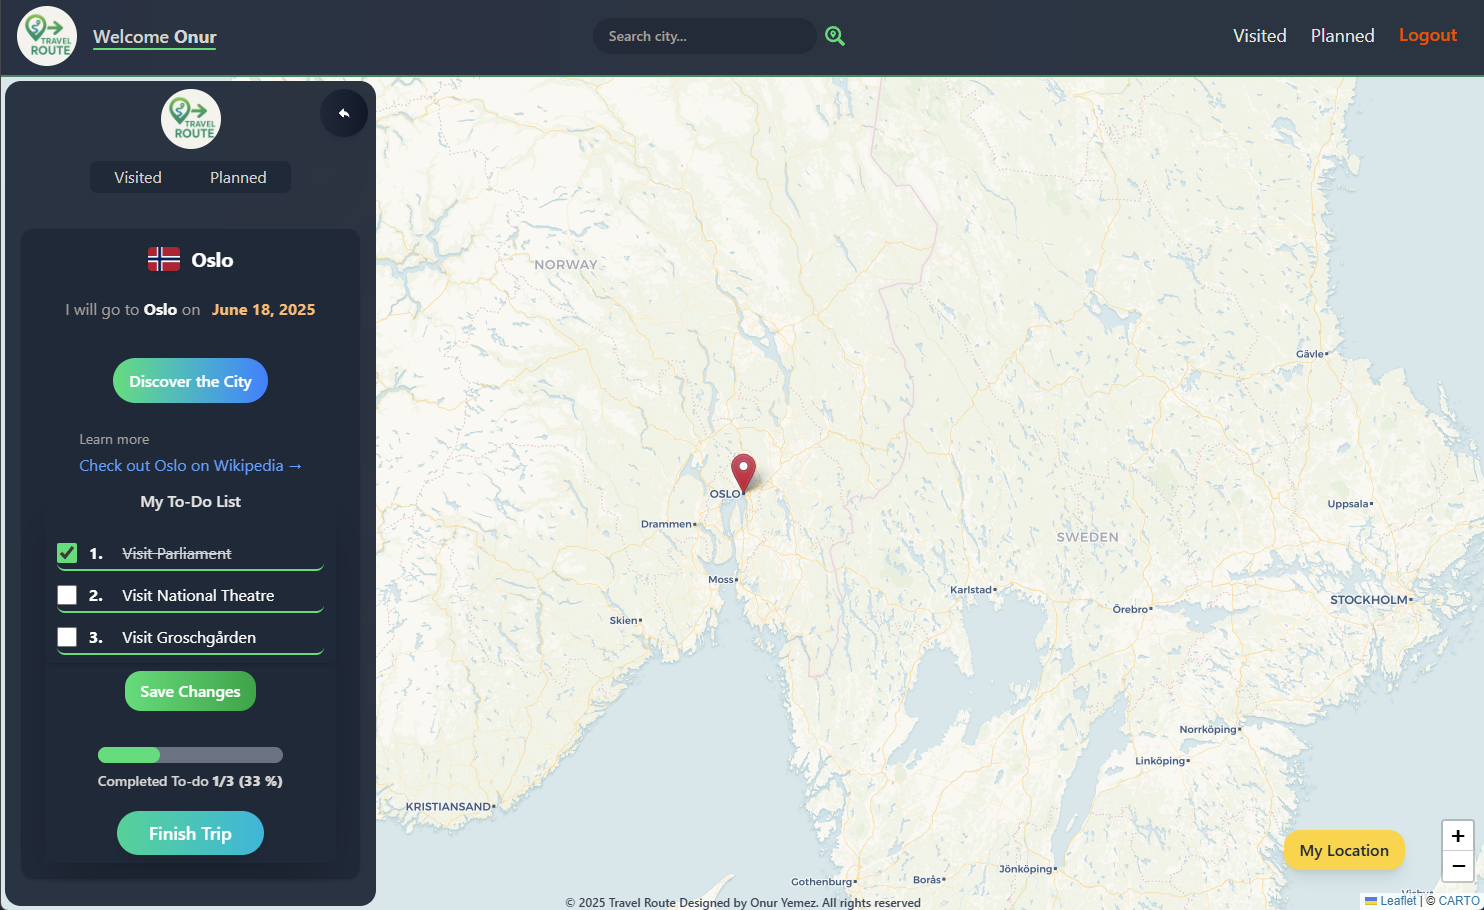 TRAVEL
ROUTE
Welcome Onur
Search city...
Visited
Planned
Logout
TRAVEL
ROUTE
Visited
Planned
Oslo
I will go to Oslo on June 18, 2025
Discover the City
Learn more
Check out Oslo on Wikipedia →
My To-Do List
1. Visit Parliament
2. Visit National Theatre
3. Visit Groschgården
Save Changes
Completed To-do 1/3 (33 %)
Finish Trip
NORWAY
Gävle
OSLO
Uppsala
Drammen
SWEDEN
Moss
Karlstad
STOCKHOLM
Örebro
Skien
Norrköping
Linköping
KRISTIANSAND
My Location
+
−
Jönköping
Gothenburg
Borås
© 2025 Travel Route Designed by Onur Yemez. All rights reserved
Leaflet | © CARTO